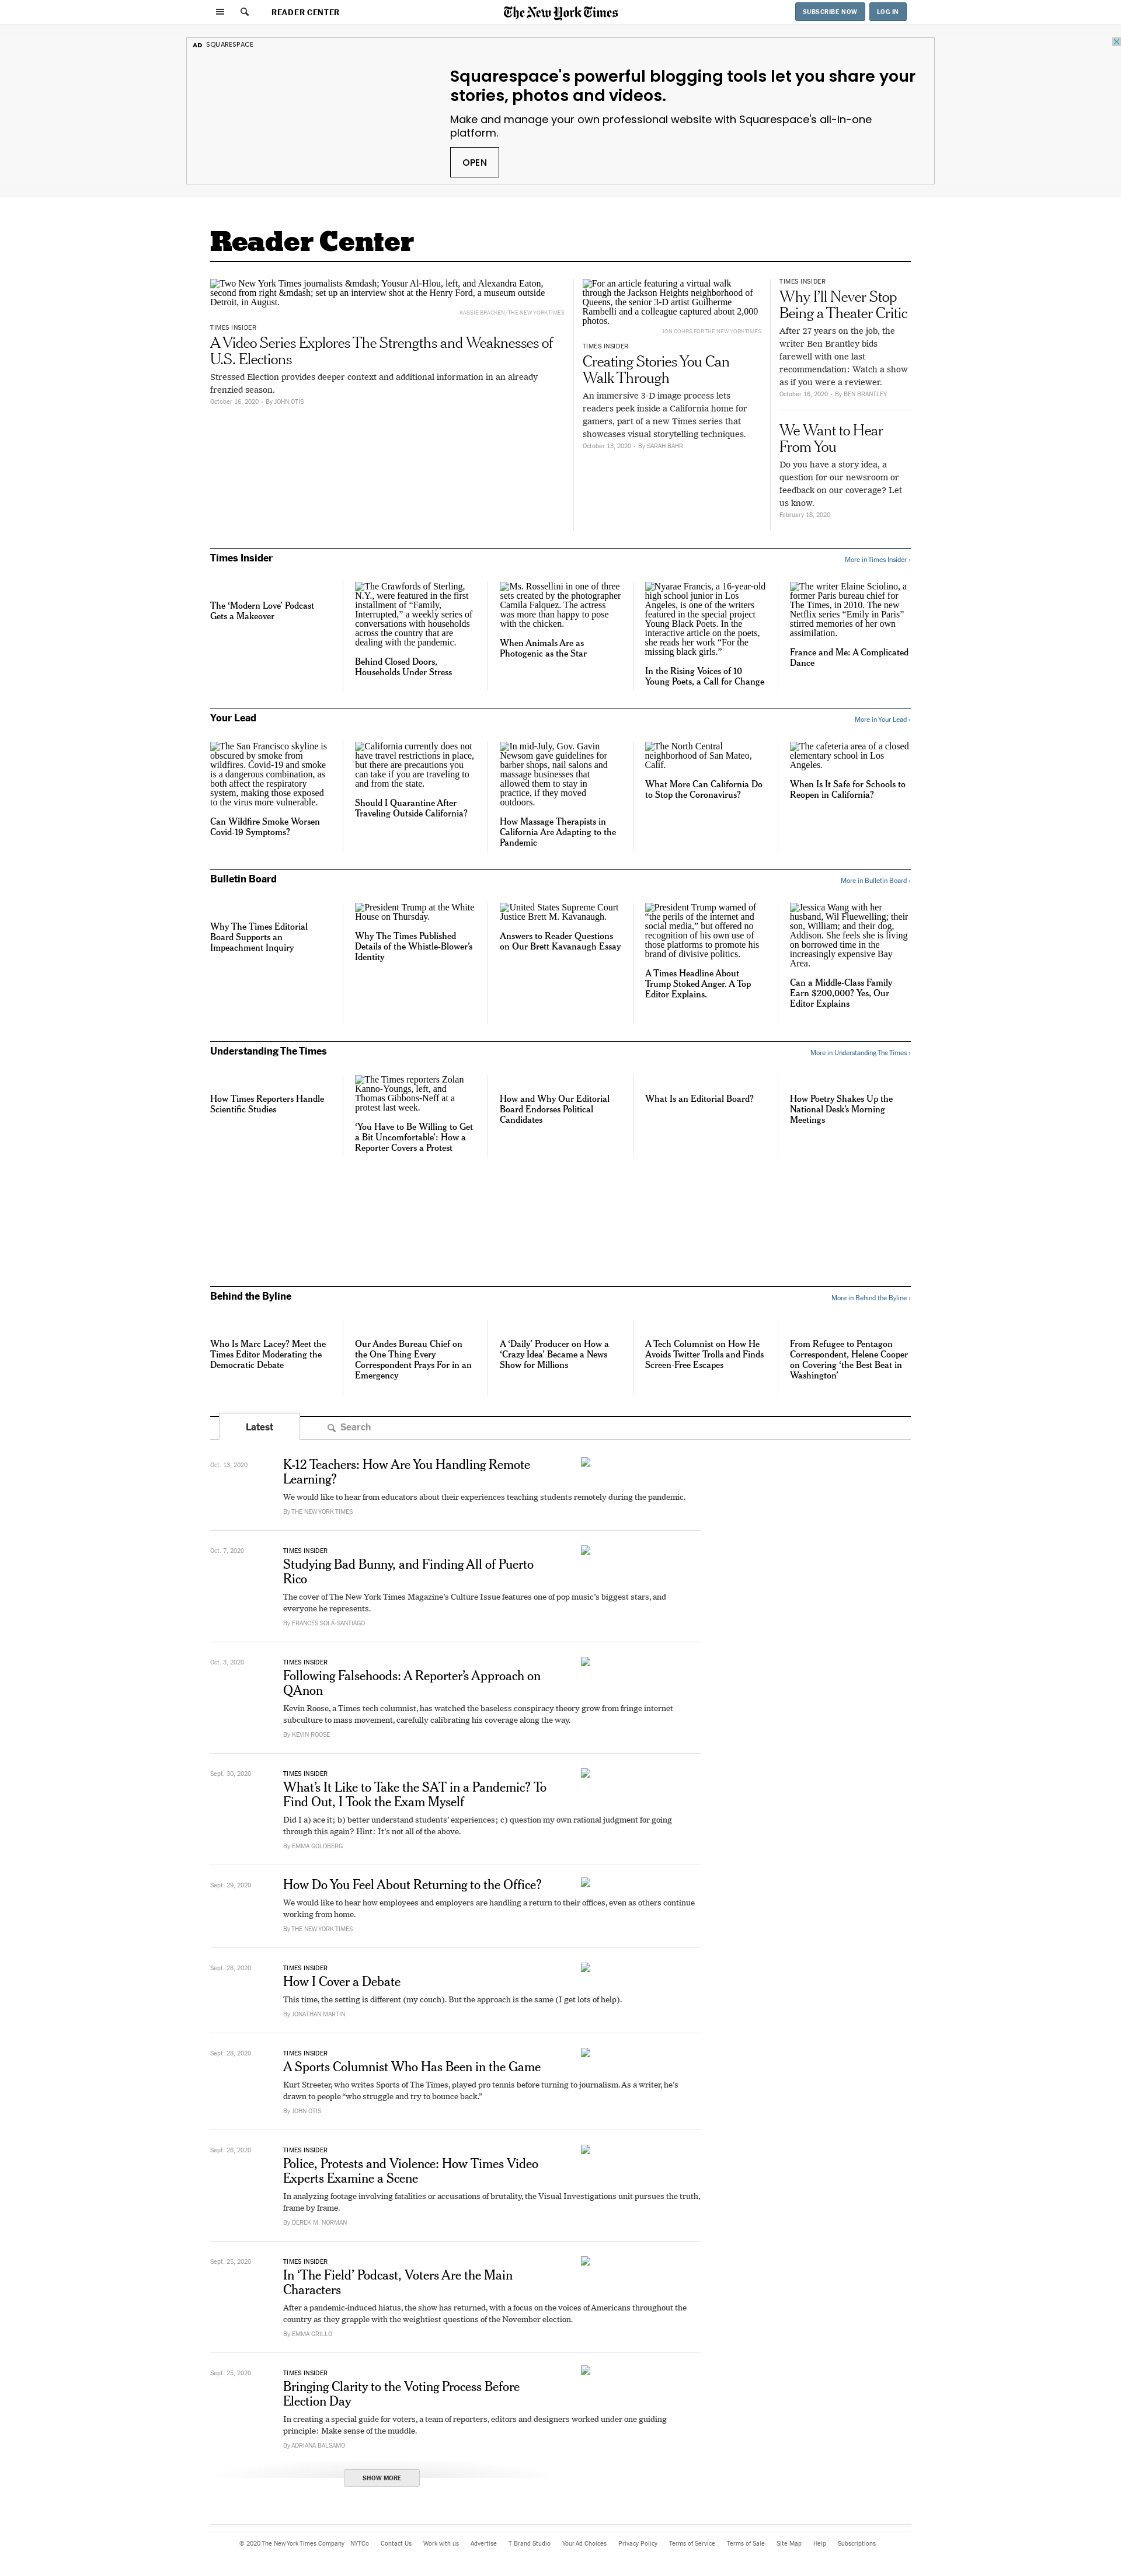 READER CENTER
The New York Times
SUBSCRIBE NOW
LOG IN
AD SQUARESPACE
Squarespace's powerful blogging tools let you share your
stories, photos and videos.
Make and manage your own professional website with Squarespace's all-in-one
platform.
OPEN
Reader Center
Two New York Times journalists &mdash; Yousur Al-Hlou, left, and Alexandra Eaton,
second from right &mdash; set up an interview shot at the Henry Ford, a museum outside
Detroit, in August.
KASSIE BRACKEN/THE NEW YORK TIMES
TIMES INSIDER
A Video Series Explores The Strengths and Weaknesses of
U.S. Elections
Stressed Election provides deeper context and additional information in an already
frenzied season.
October 16, 2020 · By JOHN OTIS
For an article featuring a virtual walk
through the Jackson Heights neighborhood of
Queens, the senior 3-D artist Guilherme
Rambelli and a colleague captured about 2,000
photos.
JON COHRS FOR THE NEW YORK TIMES
TIMES INSIDER
Creating Stories You Can
Walk Through
An immersive 3-D image process lets
readers peek inside a California home for
gamers, part of a new Times series that
showcases visual storytelling techniques.
October 13, 2020 · By SARAH BAHR
TIMES INSIDER
Why I’ll Never Stop
Being a Theater Critic
After 27 years on the job, the
writer Ben Brantley bids
farewell with one last
recommendation: Watch a show
as if you were a reviewer.
October 16, 2020 · By BEN BRANTLEY
We Want to Hear
From You
Do you have a story idea, a
question for our newsroom or
feedback on our coverage? Let
us know.
February 18, 2020
Times Insider
More in Times Insider ›
The ‘Modern Love’ Podcast
Gets a Makeover
The Crawfords of Sterling,
N.Y., were featured in the first
installment of “Family,
Interrupted,” a weekly series of
conversations with households
across the country that are
dealing with the pandemic.
Behind Closed Doors,
Households Under Stress
Ms. Rossellini in one of three
sets created by the photographer
Camila Falquez. The actress
was more than happy to pose
with the chicken.
When Animals Are as
Photogenic as the Star
Nyarae Francis, a 16-year-old
high school junior in Los
Angeles, is one of the writers
featured in the special project
Young Black Poets. In the
interactive article on the poets,
she reads her work “For the
missing black girls.”
In the Rising Voices of 10
Young Poets, a Call for Change
The writer Elaine Sciolino, a
former Paris bureau chief for
The Times, in 2010. The new
Netflix series “Emily in Paris”
stirred memories of her own
assimilation.
France and Me: A Complicated
Dance
Your Lead
More in Your Lead ›
The San Francisco skyline is
obscured by smoke from
wildfires. Covid-19 and smoke
is a dangerous combination, as
both affect the respiratory
system, making those exposed
to the virus more vulnerable.
Can Wildfire Smoke Worsen
Covid-19 Symptoms?
California currently does not
have travel restrictions in place,
but there are precautions you
can take if you are traveling to
and from the state.
Should I Quarantine After
Traveling Outside California?
In mid-July, Gov. Gavin
Newsom gave guidelines for
barber shops, nail salons and
massage businesses that
allowed them to stay in
practice, if they moved
outdoors.
How Massage Therapists in
California Are Adapting to the
Pandemic
The North Central
neighborhood of San Mateo,
Calif.
What More Can California Do
to Stop the Coronavirus?
The cafeteria area of a closed
elementary school in Los
Angeles.
When Is It Safe for Schools to
Reopen in California?
Bulletin Board
More in Bulletin Board ›
Why The Times Editorial
Board Supports an
Impeachment Inquiry
President Trump at the White
House on Thursday.
Why The Times Published
Details of the Whistle-Blower’s
Identity
United States Supreme Court
Justice Brett M. Kavanaugh.
Answers to Reader Questions
on Our Brett Kavanaugh Essay
President Trump warned of
“the perils of the internet and
social media,” but offered no
recognition of his own use of
those platforms to promote his
brand of divisive politics.
A Times Headline About
Trump Stoked Anger. A Top
Editor Explains.
Jessica Wang with her
husband, Wil Fluewelling; their
son, William; and their dog,
Addison. She feels she is living
on borrowed time in the
increasingly expensive Bay
Area.
Can a Middle-Class Family
Earn $200,000? Yes, Our
Editor Explains
Understanding The Times
More in Understanding The Times ›
How Times Reporters Handle
Scientific Studies
The Times reporters Zolan
Kanno-Youngs, left, and
Thomas Gibbons-Neff at a
protest last week.
‘You Have to Be Willing to Get
a Bit Uncomfortable’: How a
Reporter Covers a Protest
How and Why Our Editorial
Board Endorses Political
Candidates
What Is an Editorial Board?
How Poetry Shakes Up the
National Desk’s Morning
Meetings
Behind the Byline
More in Behind the Byline ›
Who Is Marc Lacey? Meet the
Times Editor Moderating the
Democratic Debate
Our Andes Bureau Chief on
the One Thing Every
Correspondent Prays For in an
Emergency
A ‘Daily’ Producer on How a
‘Crazy Idea’ Became a News
Show for Millions
A Tech Columnist on How He
Avoids Twitter Trolls and Finds
Screen-Free Escapes
From Refugee to Pentagon
Correspondent, Helene Cooper
on Covering ‘the Best Beat in
Washington’
Latest
Search
Oct. 13, 2020
K-12 Teachers: How Are You Handling Remote
Learning?
We would like to hear from educators about their experiences teaching students remotely during the pandemic.
By THE NEW YORK TIMES
Oct. 7, 2020
TIMES INSIDER
Studying Bad Bunny, and Finding All of Puerto
Rico
The cover of The New York Times Magazine’s Culture Issue features one of pop music’s biggest stars, and
everyone he represents.
By FRANCES SOLÁ-SANTIAGO
Oct. 3, 2020
TIMES INSIDER
Following Falsehoods: A Reporter’s Approach on
QAnon
Kevin Roose, a Times tech columnist, has watched the baseless conspiracy theory grow from fringe internet
subculture to mass movement, carefully calibrating his coverage along the way.
By KEVIN ROOSE
Sept. 30, 2020
TIMES INSIDER
What’s It Like to Take the SAT in a Pandemic? To
Find Out, I Took the Exam Myself
Did I a) ace it; b) better understand students’ experiences; c) question my own rational judgment for going
through this again? Hint: It’s not all of the above.
By EMMA GOLDBERG
Sept. 29, 2020
How Do You Feel About Returning to the Office?
We would like to hear how employees and employers are handling a return to their offices, even as others continue
working from home.
By THE NEW YORK TIMES
Sept. 28, 2020
TIMES INSIDER
How I Cover a Debate
This time, the setting is different (my couch). But the approach is the same (I get lots of help).
By JONATHAN MARTIN
Sept. 28, 2020
TIMES INSIDER
A Sports Columnist Who Has Been in the Game
Kurt Streeter, who writes Sports of The Times, played pro tennis before turning to journalism. As a writer, he’s
drawn to people “who struggle and try to bounce back.”
By JOHN OTIS
Sept. 26, 2020
TIMES INSIDER
Police, Protests and Violence: How Times Video
Experts Examine a Scene
In analyzing footage involving fatalities or accusations of brutality, the Visual Investigations unit pursues the truth,
frame by frame.
By DEREK M. NORMAN
Sept. 25, 2020
TIMES INSIDER
In ‘The Field’ Podcast, Voters Are the Main
Characters
After a pandemic-induced hiatus, the show has returned, with a focus on the voices of Americans throughout the
country as they grapple with the weightiest questions of the November election.
By EMMA GRILLO
Sept. 25, 2020
TIMES INSIDER
Bringing Clarity to the Voting Process Before
Election Day
In creating a special guide for voters, a team of reporters, editors and designers worked under one guiding
principle: Make sense of the muddle.
By ADRIANA BALSAMO
SHOW MORE
© 2020 The New York Times Company NYTCo Contact Us Work with us Advertise T Brand Studio Your Ad Choices Privacy Policy Terms of Service Terms of Sale Site Map Help Subscriptions